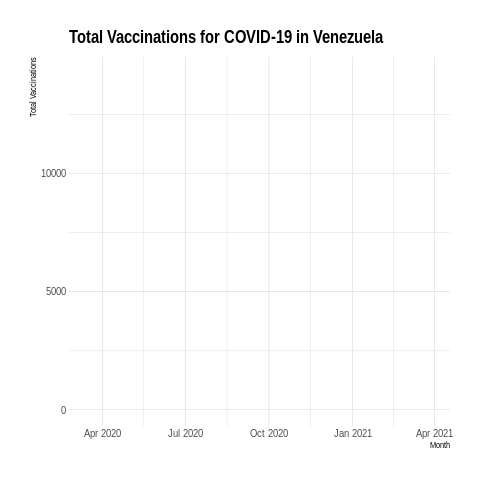 Total Vaccinations for COVID-19 in Venezuela
Total Vaccinations
10000
5000
0
Apr 2020 Jul 2020 Oct 2020 Jan 2021 Apr 2021
Month